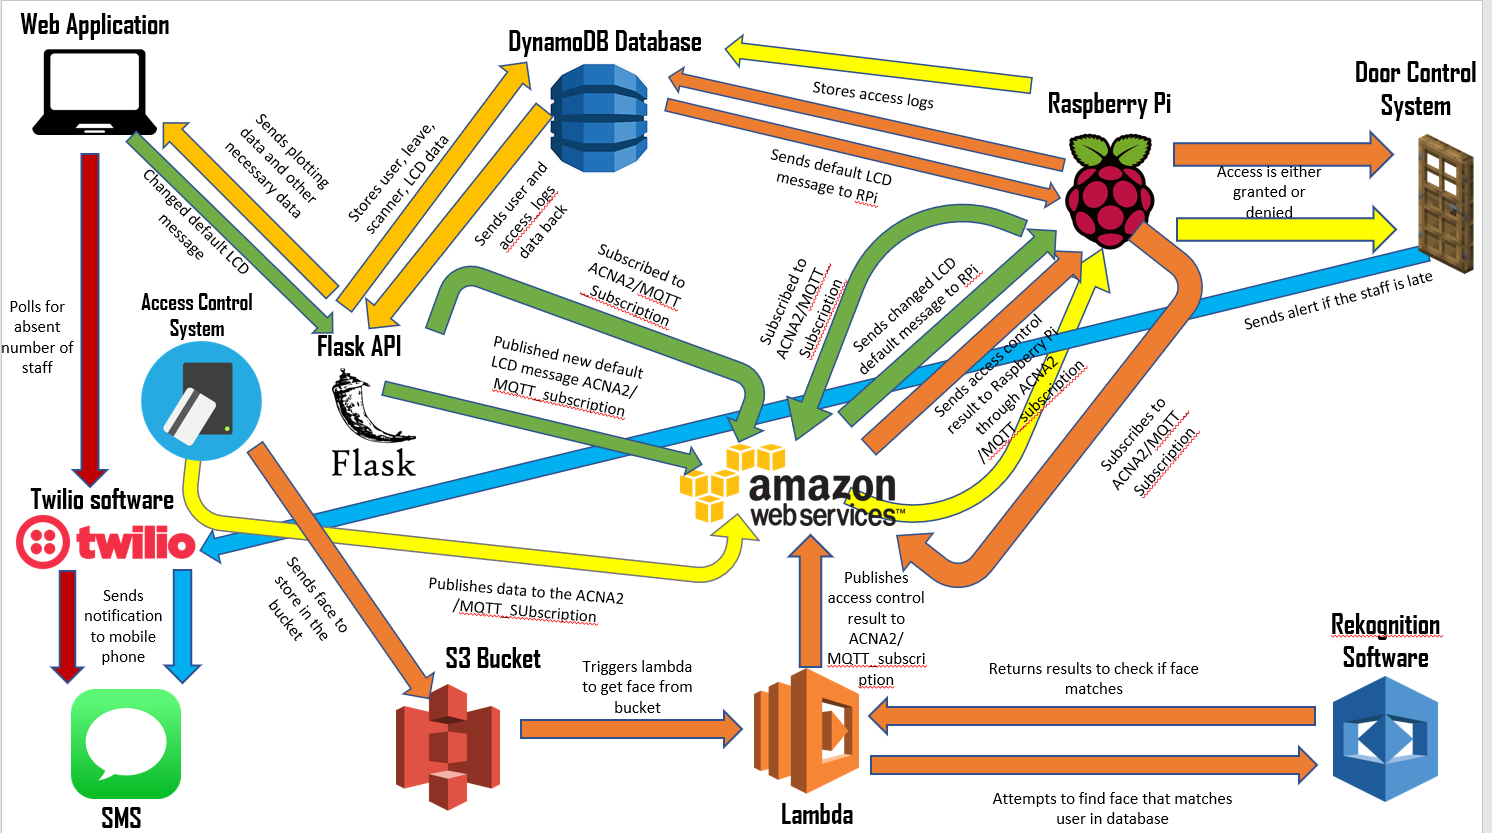 Web Application
DynamoDB Database
Door Control
System
Raspberry Pi
Stores access logs
Sends default LCD
message to RPi
Access is either
granted or
denied
Sends plotting
data and other
necessary data
Stores user, leave,
scanner, LCD data
Sends user and
access_logs
data back
Changed default LCD
message
Access Control
System
Flask API
Flask
Polls for
absent
number of
staff
Subscribed to
ACNA2/MQTT
_Subscription
Published new default
LCD message ACNA2/
MQTT_subscription
Subscribed to
ACNA2/MQTT_
Subscription
Sends changed LCD
default message to RPi
Sends access control
result to Raspberry Pi
through ACNA2
/MQTT_subscription
Sends alert if the staff is late
Subscribes to
ACNA2/MQTT_
Subscription
amazon
web services™
Twilio software
twilio
Sends
notification
to mobile
phone
Sends face to
store in the
bucket
Publishes data to the ACNA2
/MQTT_SUbscription
Publishes
access control
result to
ACNA2/
MQTT_subscri
ption
S3 Bucket
Triggers lambda
to get face from
bucket
Returns results to check if face
matches
Rekognition
Software
Attempts to find face that matches
user in database
Lambda
SMS